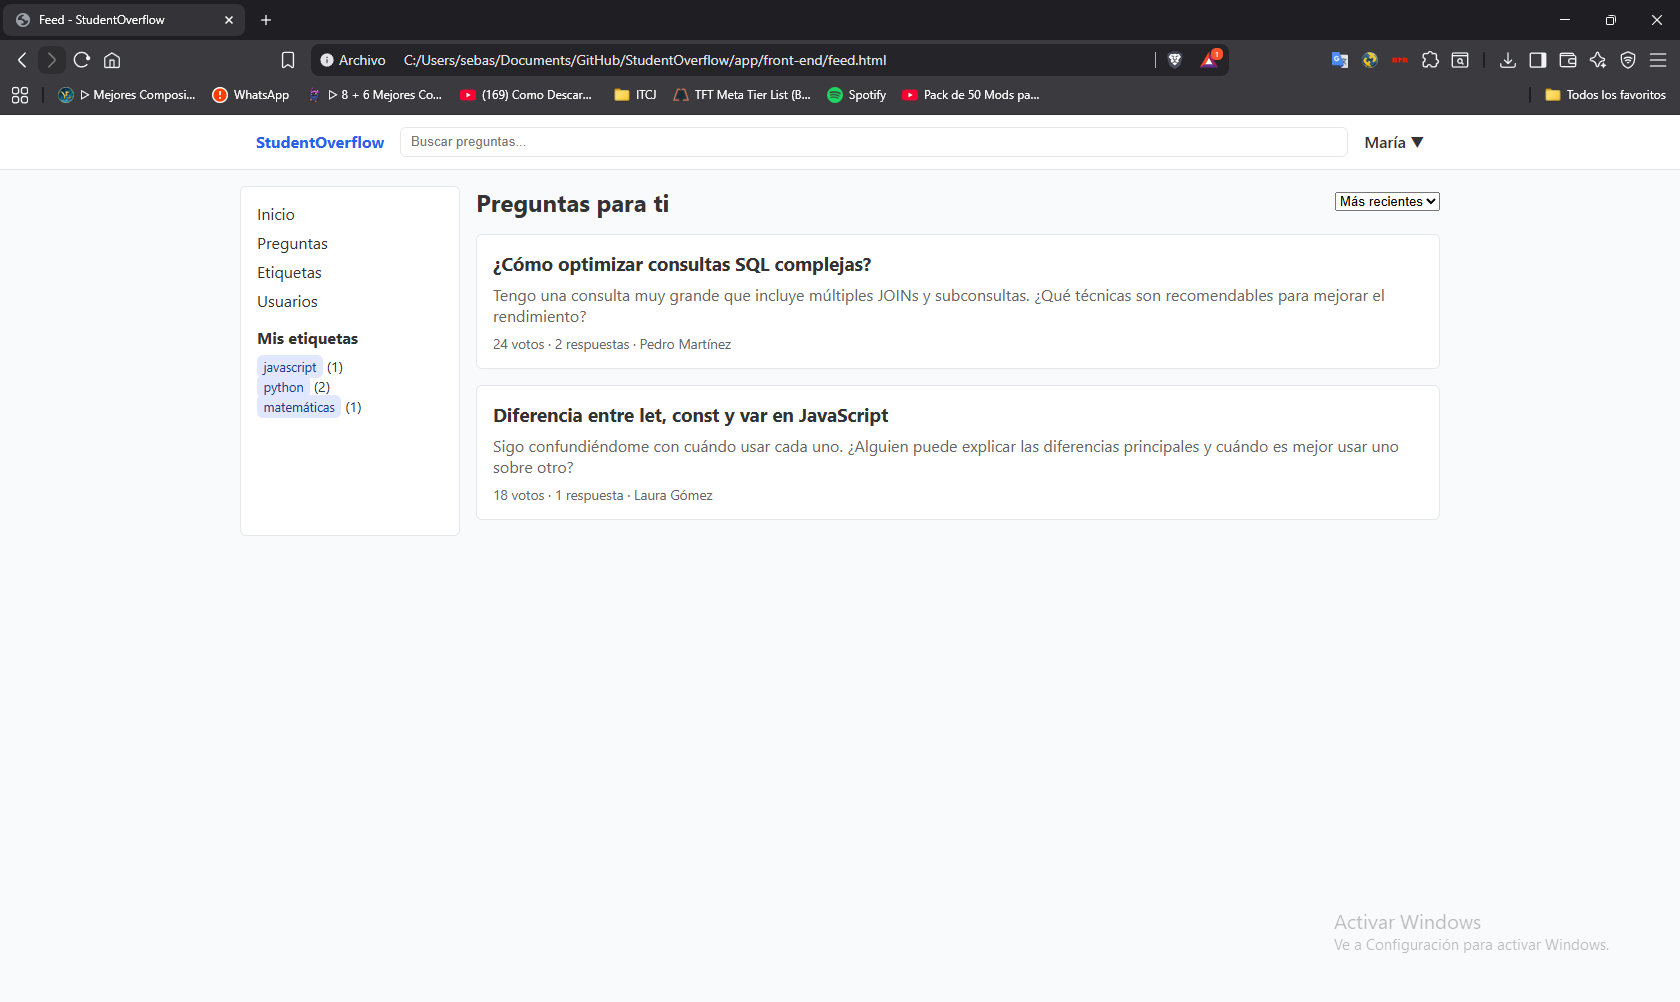 Feed - StudentOverflow
Archivo C:/Users/sebas/Documents/GitHub/StudentOverflow/app/front-end/feed.html
1
▷ Mejores Composi...
WhatsApp
▷ 8 + 6 Mejores Co...
(169) Como Descar...
ITCJ
TFT Meta Tier List (B...
Spotify
Pack de 50 Mods pa...
Todos los favoritos
StudentOverflow
Buscar preguntas...
María ▼
Inicio
Preguntas
Etiquetas
Usuarios
Mis etiquetas
javascript (1)
python (2)
matemáticas (1)
Preguntas para ti
Más recientes
¿Cómo optimizar consultas SQL complejas?
Tengo una consulta muy grande que incluye múltiples JOINs y subconsultas. ¿Qué técnicas son recomendables para mejorar el
rendimiento?
24 votos · 2 respuestas · Pedro Martínez
Diferencia entre let, const y var en JavaScript
Sigo confundiéndome con cuándo usar cada uno. ¿Alguien puede explicar las diferencias principales y cuándo es mejor usar uno
sobre otro?
18 votos · 1 respuesta · Laura Gómez
Activar Windows
Ve a Configuración para activar Windows.